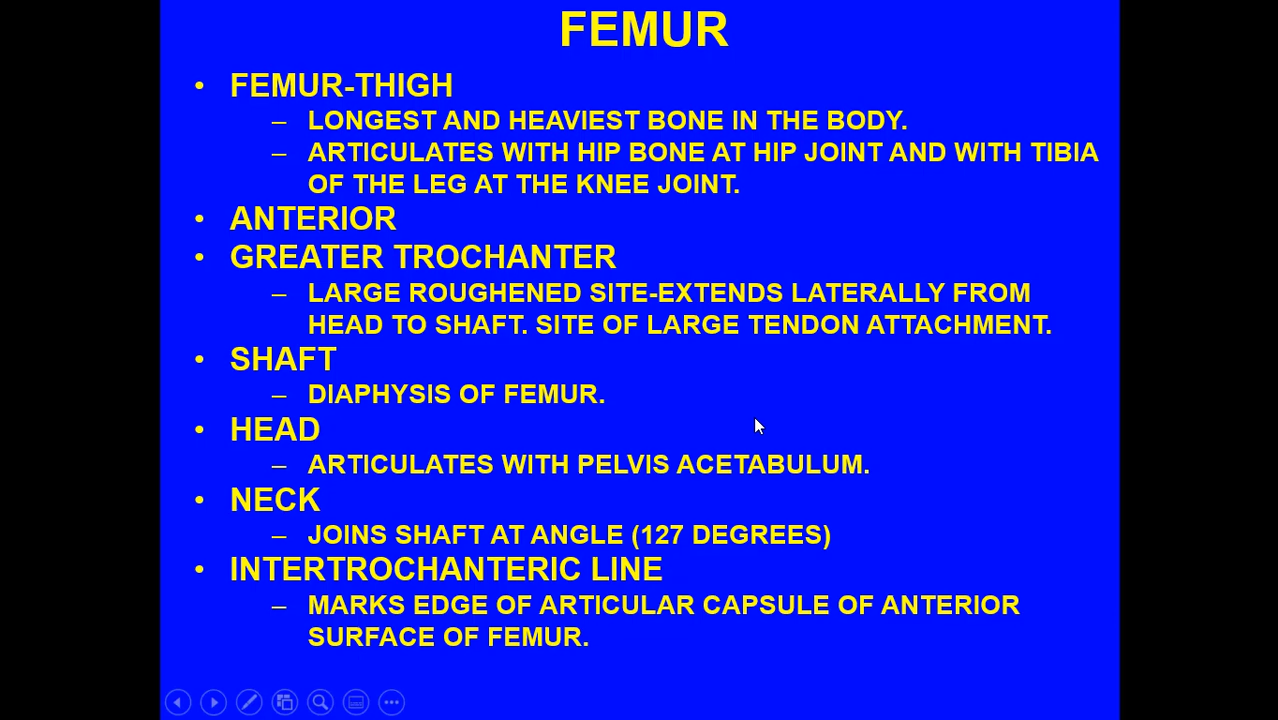 FEMUR
• FEMUR-THIGH
– LONGEST AND HEAVIEST BONE IN THE BODY.
– ARTICULATES WITH HIP BONE AT HIP JOINT AND WITH TIBIA
OF THE LEG AT THE KNEE JOINT.
• ANTERIOR
• GREATER TROCHANTER
– LARGE ROUGHENED SITE-EXTENDS LATERALLY FROM
HEAD TO SHAFT. SITE OF LARGE TENDON ATTACHMENT.
• SHAFT
– DIAPHYSIS OF FEMUR.
• HEAD
– ARTICULATES WITH PELVIS ACETABULUM.
• NECK
– JOINS SHAFT AT ANGLE (127 DEGREES)
• INTERTROCHANTERIC LINE
– MARKS EDGE OF ARTICULAR CAPSULE OF ANTERIOR
SURFACE OF FEMUR.